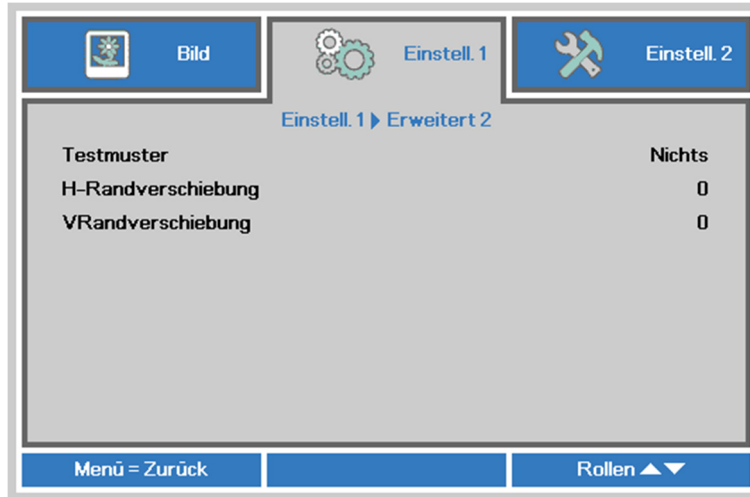 Bild
Einstell. 1
Einstell. 2
Einstell. 1 ▶ Erweitert 2
Testmuster Nichts
H-Randverschiebung 0
VRandverschiebung 0
Menü = Zurück
Rollen ▲▼